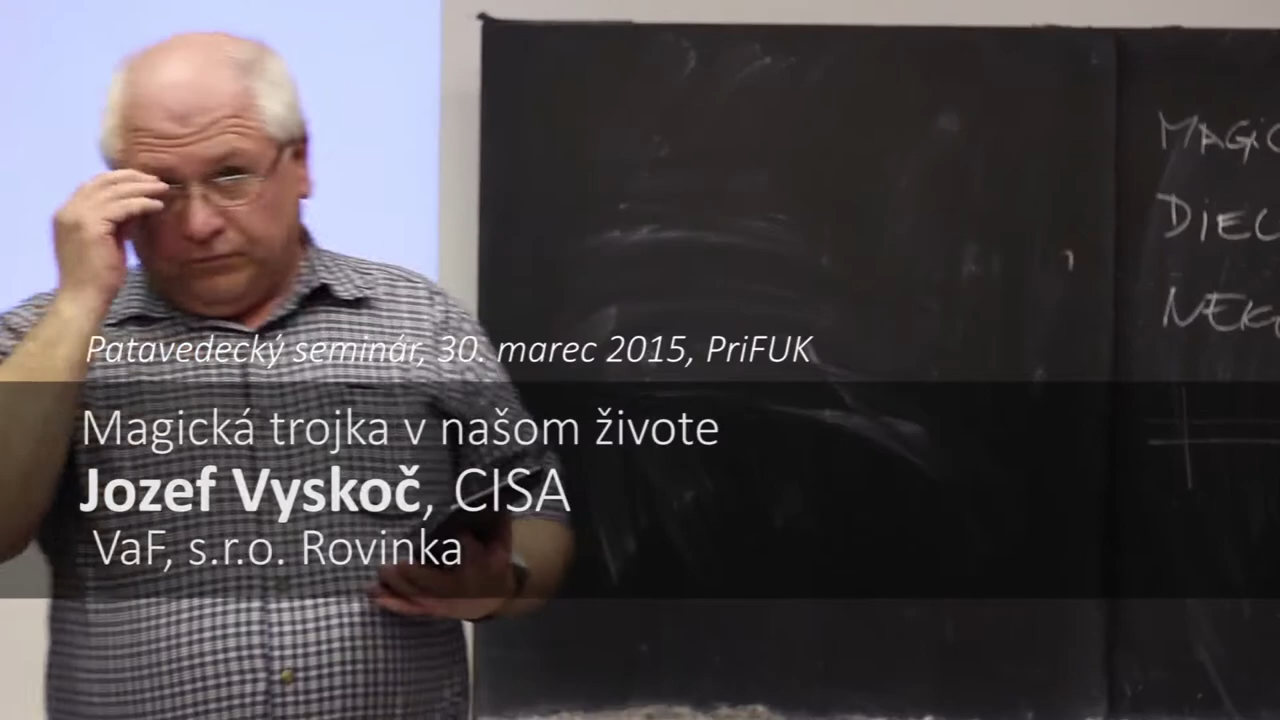 Patavedecký seminár, 30. marec 2015, PriFUK
Magická trojka v našom živote
Jozef Vyskoč, CISA
VaF, s.r.o. Rovinka